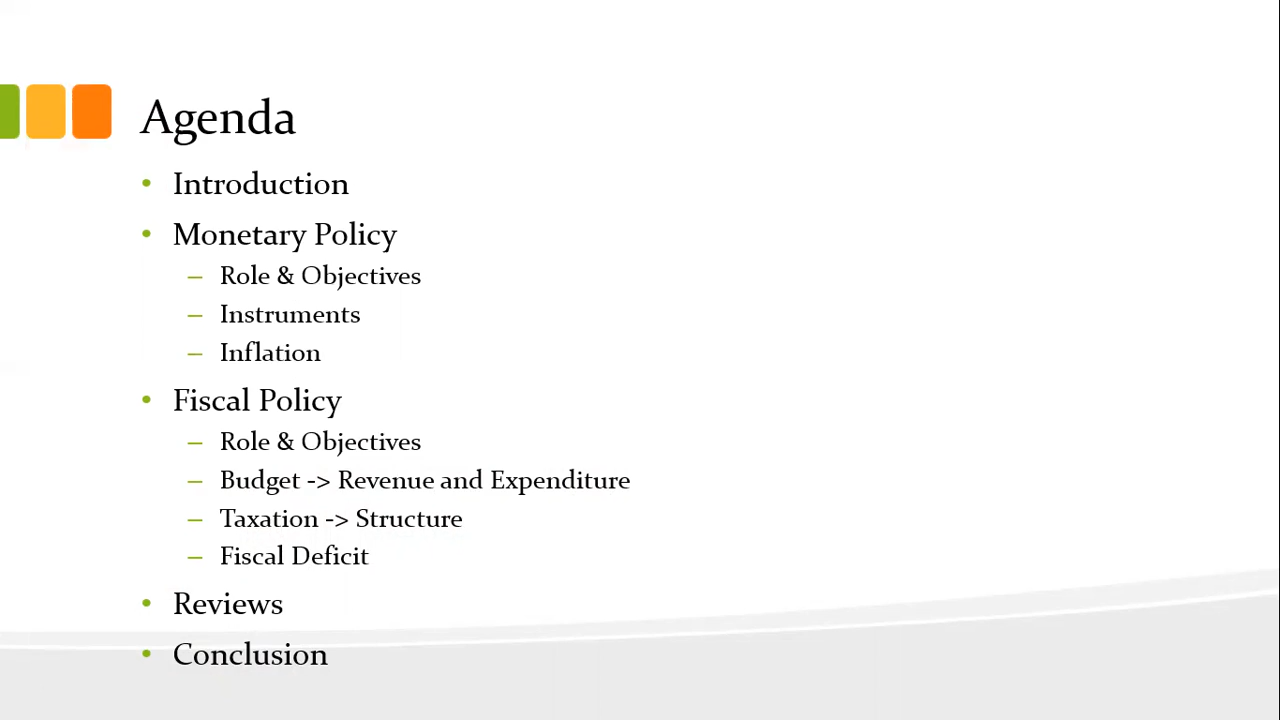 Agenda
• Introduction
• Monetary Policy
– Role & Objectives
– Instruments
– Inflation
• Fiscal Policy
– Role & Objectives
– Budget -> Revenue and Expenditure
– Taxation -> Structure
– Fiscal Deficit
• Reviews
• Conclusion